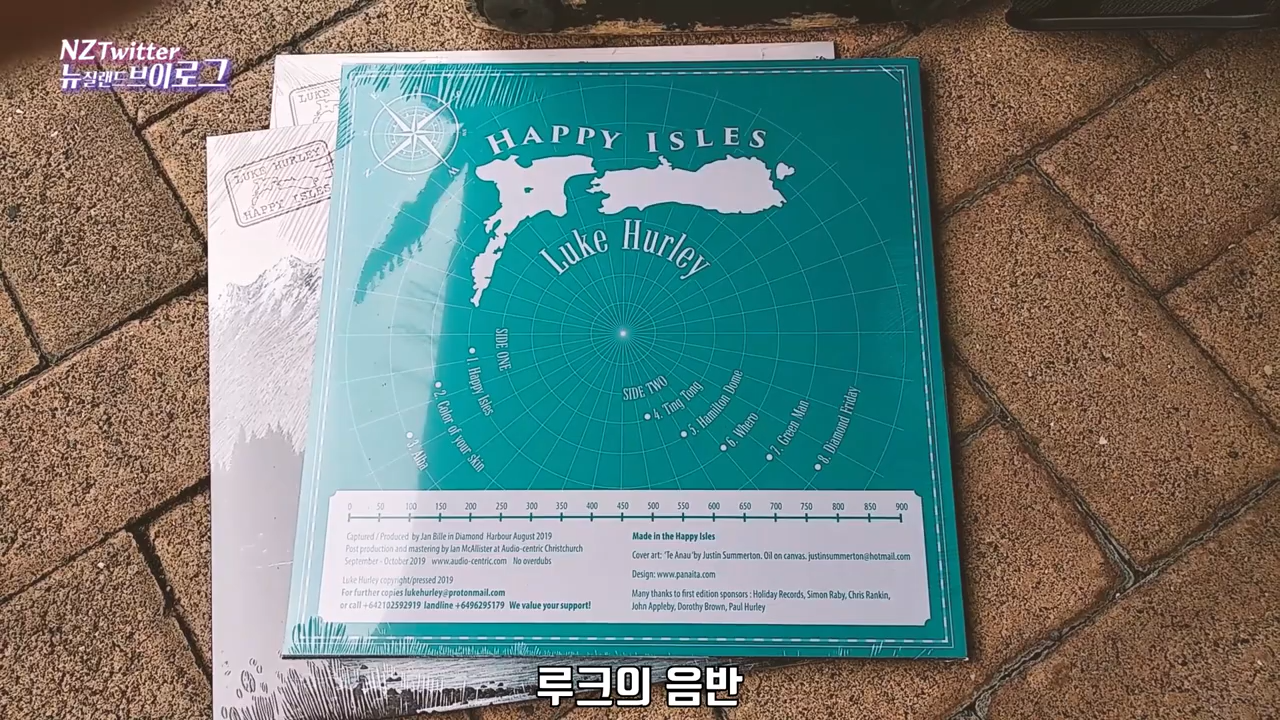 NZTwitter
뉴질랜드브이로그
LUKE
LUKE HURLEY
HAPPY ISLES
HAPPY ISLES
Luke Hurley
SIDE ONE
1. Happy Isles
2. Color of your skin
3. Alba
SIDE TWO
4. Ting Tong
5. Hamilton Dome
6. Where
7. Green Man
8. Diamond Friday
0 50 100 150 200 250 300 350 400 450 500 550 600 650 700 750 800 850 900
Captured / Produced by Jan Bille in Diamond Harbour August 2019
Post production and mastering by Ian McAllister at Audio-centric Christchurch
September - October 2019 www.audio-centric.com No overdubs
Luke Hurley copyright/pressed 2019
For further copies lukehurley@protonmail.com
or call +642102592919 landline +6496295179 We value your support!
Made in the Happy Isles
Cover art: 'Te Anau' by Justin Summerton. Oil on canvas. justinsummerton@hotmail.com
Design: www.panaita.com
Many thanks to first edition sponsors : Holiday Records, Simon Raby, Chris Rankin,
John Appleby, Dorothy Brown, Paul Hurley
루크의 음반